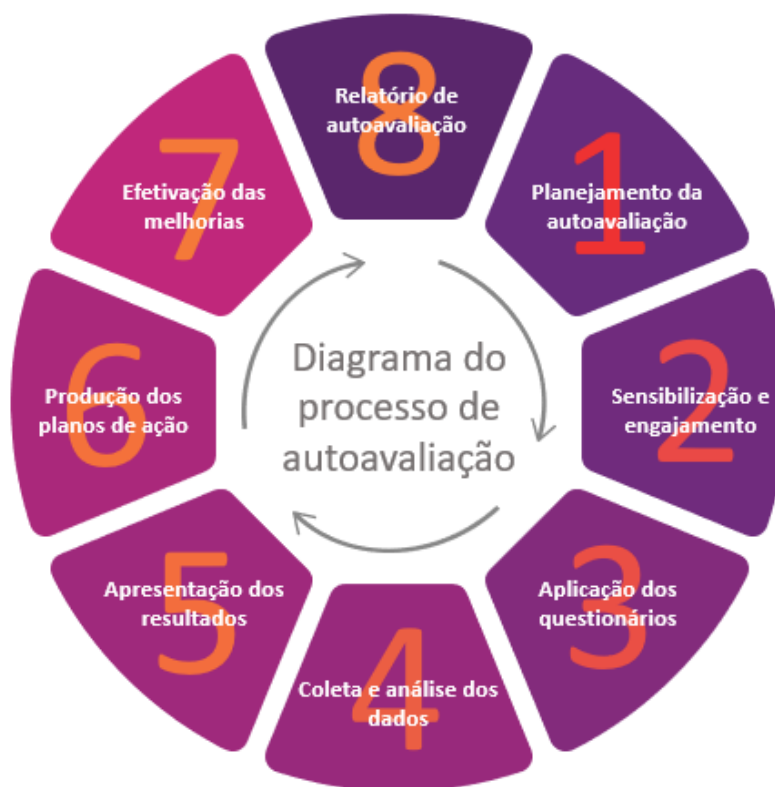 8
Relatório de
autoavaliação
1
Planejamento da
autoavaliação
2
Sensibilização e
engajamento
3
Aplicação dos
questionários
4
Coleta e análise dos
dados
5
Apresentação dos
resultados
6
Produção dos
planos de ação
7
Efetivação das
melhorias
Diagrama do
processo de
autoavaliação